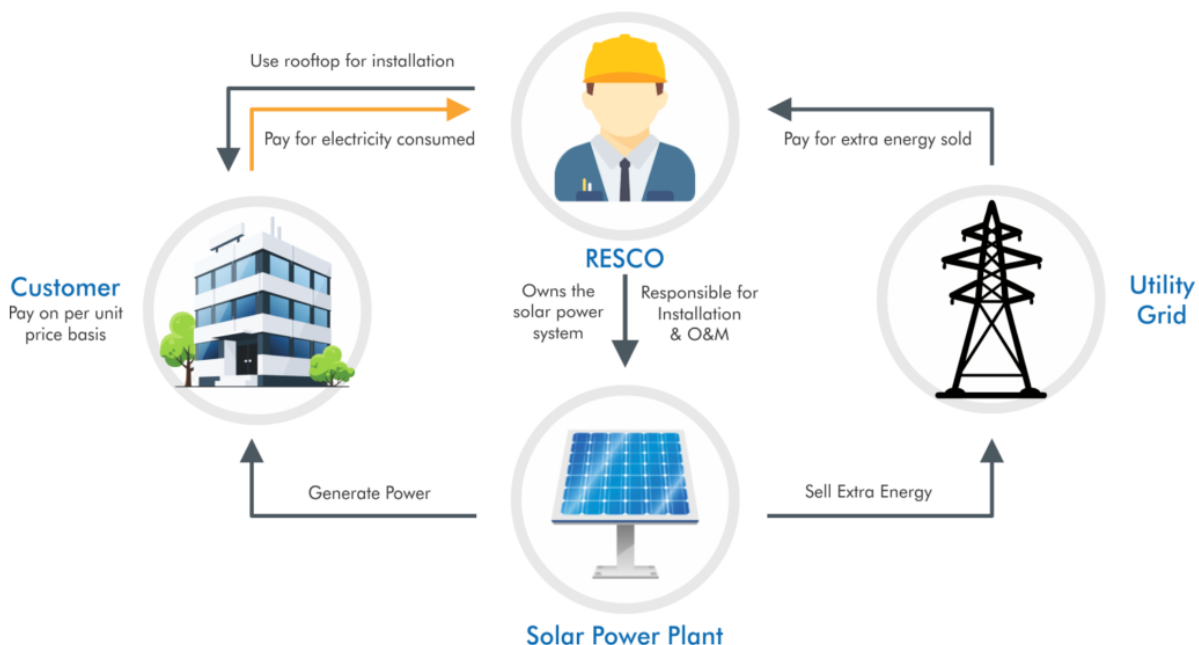 Use rooftop for installation
Pay for electricity consumed
Pay for extra energy sold
RESCO
Customer
Pay on per unit
price basis
Owns the
solar power
system
Responsible for
Installation
& O&M
Utility
Grid
Generate Power
Sell Extra Energy
Solar Power Plant